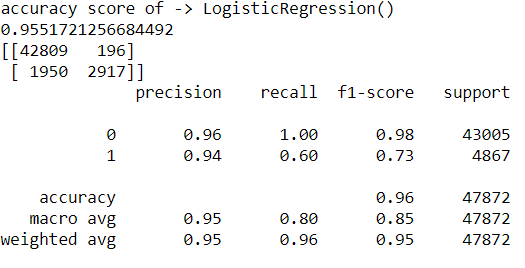 accuracy score of -> LogisticRegression()
0.9551721256684492
[[42809   196]
 [ 1950  2917]]
              precision    recall  f1-score   support

           0       0.96      1.00      0.98     43005
           1       0.94      0.60      0.73      4867

    accuracy                           0.96     47872
   macro avg       0.95      0.80      0.85     47872
weighted avg       0.95      0.96      0.95     47872